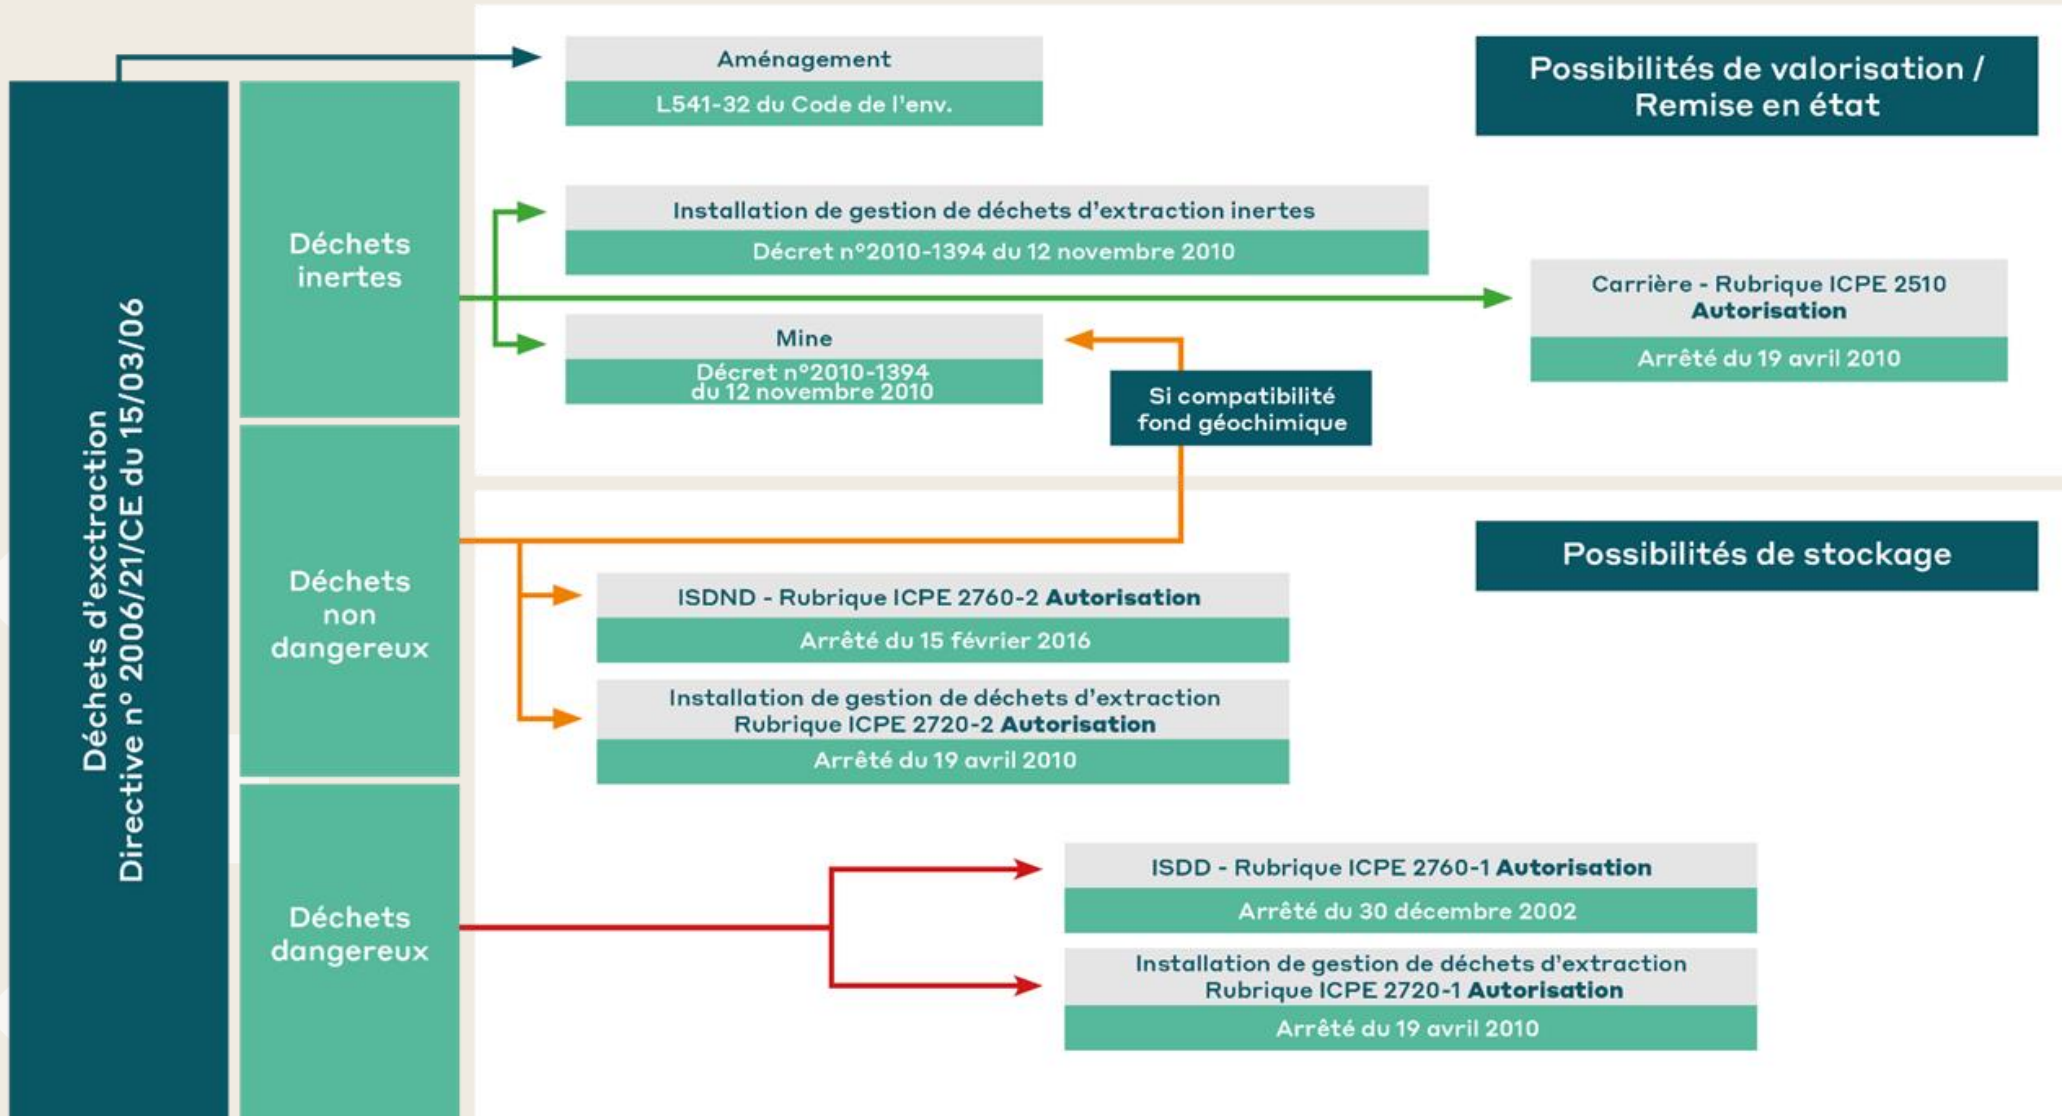 Déchets d'exctraction
Directive n° 2006/21/CE du 15/03/06
Déchets
inertes
Déchets
non
dangereux
Déchets
dangereux
Aménagement
L541-32 du Code de l'env.
Possibilités de valorisation /
Remise en état
Installation de gestion de déchets d'extraction inertes
Décret n°2010-1394 du 12 novembre 2010
Carrière - Rubrique ICPE 2510
Autorisation
Arrêté du 19 avril 2010
Mine
Décret n°2010-1394
du 12 novembre 2010
Si compatibilité
fond géochimique
Possibilités de stockage
ISDND - Rubrique ICPE 2760-2 Autorisation
Arrêté du 15 février 2016
Installation de gestion de déchets d'extraction
Rubrique ICPE 2720-2 Autorisation
Arrêté du 19 avril 2010
ISDD - Rubrique ICPE 2760-1 Autorisation
Arrêté du 30 décembre 2002
Installation de gestion de déchets d'extraction
Rubrique ICPE 2720-1 Autorisation
Arrêté du 19 avril 2010